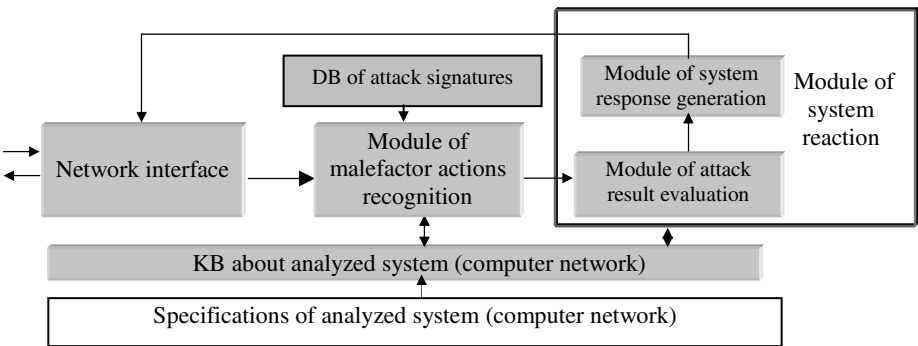 DB of attack signatures
Module of system
response generation
Module of
system
reaction
Network interface
Module of
malefactor actions
recognition
Module of attack
result evaluation
KB about analyzed system (computer network)
Specifications of analyzed system (computer network)